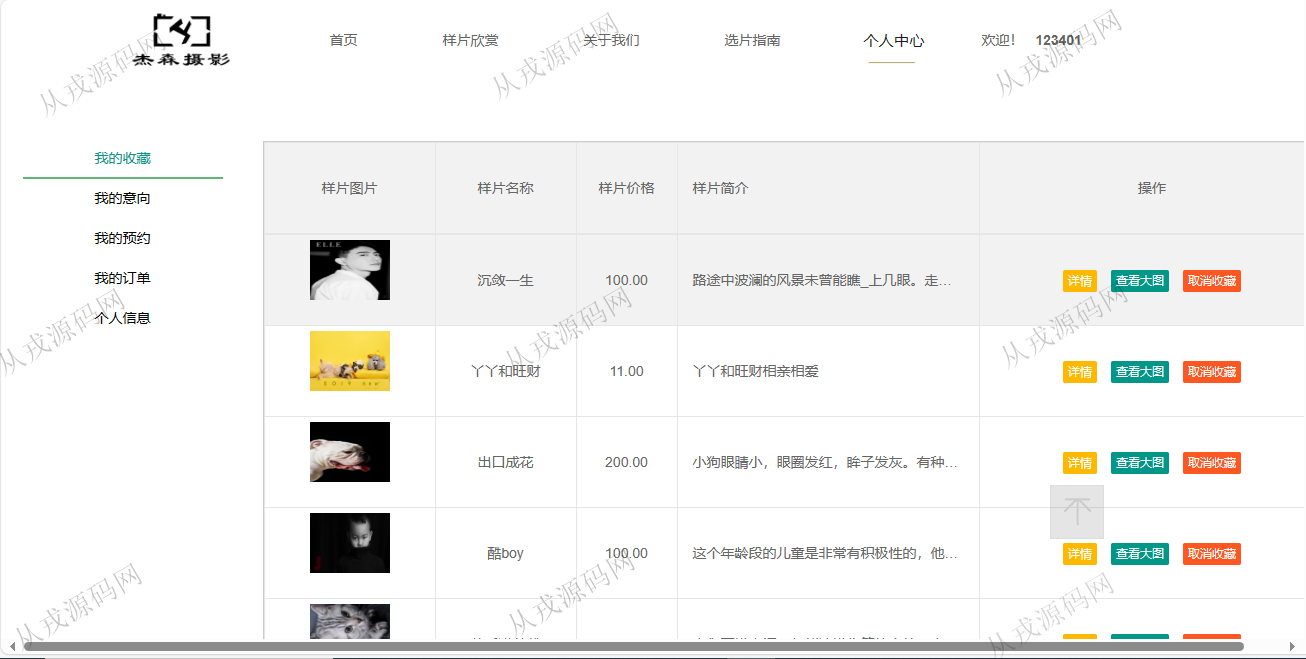 杰森摄影
首页 样片欣赏 关于我们 选片指南 个人中心 欢迎! 123401
我的收藏
我的意向
我的预约
我的订单
个人信息
样片图片 样片名称 样片价格 样片简介 操作
ELLE
沉敛一生 100.00 路途中波澜的风景未曾能瞧_上几眼。走… 详情 查看大图 取消收藏
丫丫和旺财 11.00 丫丫和旺财相亲相爱 详情 查看大图 取消收藏
出口成花 200.00 小狗眼睛小，眼圈发红，眸子发灰。有种… 详情 查看大图 取消收藏
酷boy 100.00 这个年龄段的儿童是非常有积极性的，他… 详情 查看大图 取消收藏
从戎源码网
从戎源码网
从戎源码网
从戎源码网
从戎源码网
从戎源码网
从戎源码网
从戎源码网
从戎源码网